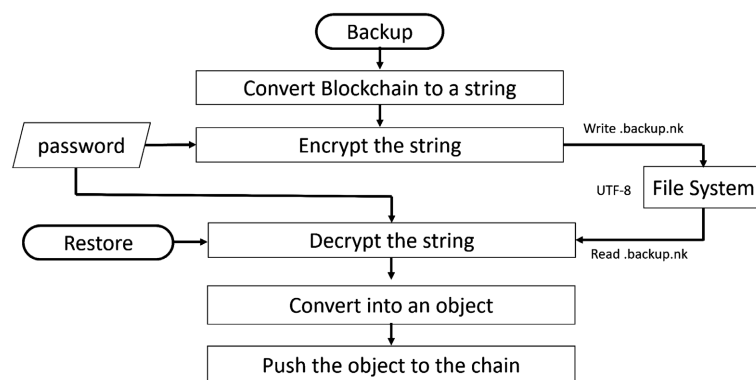 Backup
Convert Blockchain to a string
password
Encrypt the string
Write .backup.nk
UTF-8
File System
Restore
Decrypt the string
Read .backup.nk
Convert into an object
Push the object to the chain